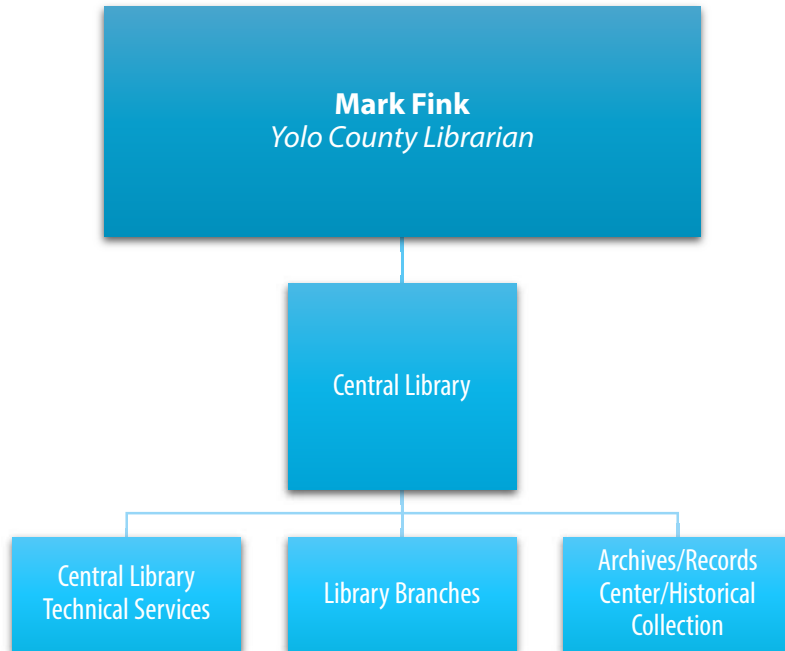 Mark Fink
Yolo County Librarian
Central Library
Central Library
Technical Services
Library Branches
Archives/Records
Center/Historical
Collection